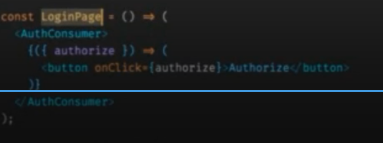 const LoginPage = () => (
<AuthConsumer>
{({ authorize }) => (
<button onClick={authorize}>Authorize</button>
)}
</AuthConsumer>
);